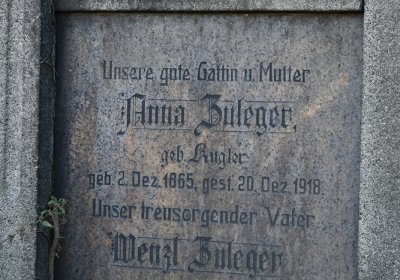 Unsere gute Gattin u. Mutter
Anna Zuleger,
geb. Kugler
geb. 2. Dez. 1865, gest. 20. Dez. 1918.
Unser treusorgender Vater
Wenzl Zuleger